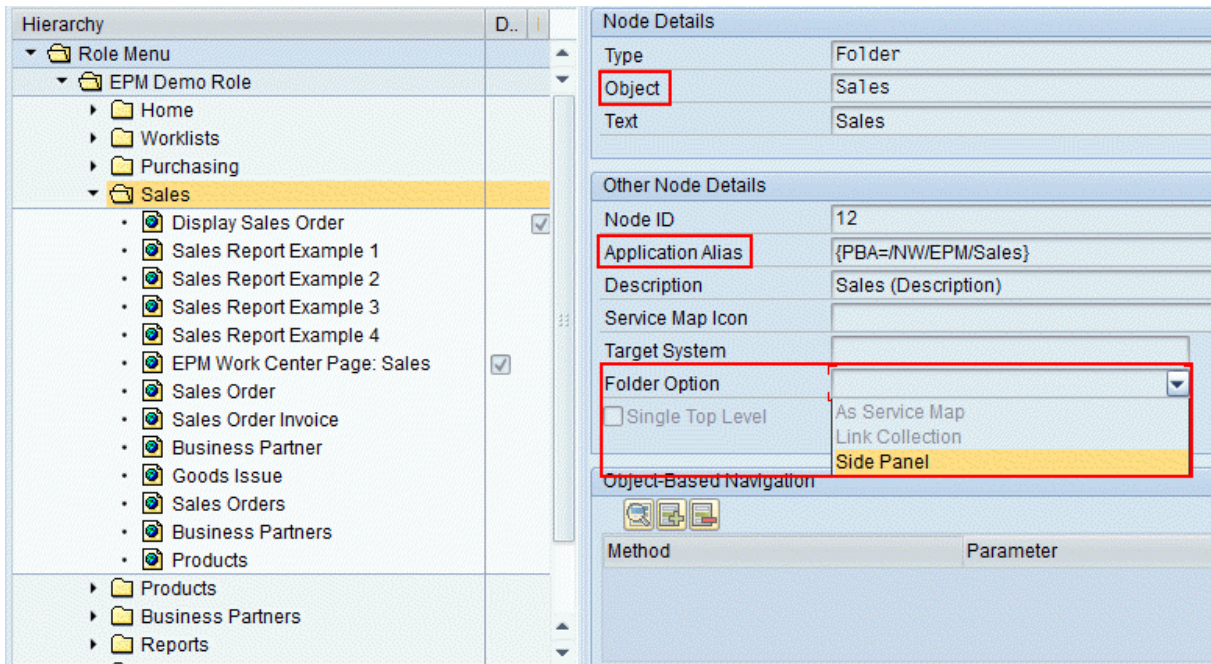 Hierarchy
D..
Role Menu
EPM Demo Role
Home
Worklists
Purchasing
Sales
Display Sales Order
Sales Report Example 1
Sales Report Example 2
Sales Report Example 3
Sales Report Example 4
EPM Work Center Page: Sales
Sales Order
Sales Order Invoice
Business Partner
Goods Issue
Sales Orders
Business Partners
Products
Products
Business Partners
Reports
Node Details
Type Folder
Object Sales
Text Sales
Other Node Details
Node ID 12
Application Alias {PBA=/NW/EPM/Sales}
Description Sales (Description)
Service Map Icon
Target System
Folder Option
Single Top Level
As Service Map
Link Collection
Side Panel
Object-Based Navigation
Method Parameter